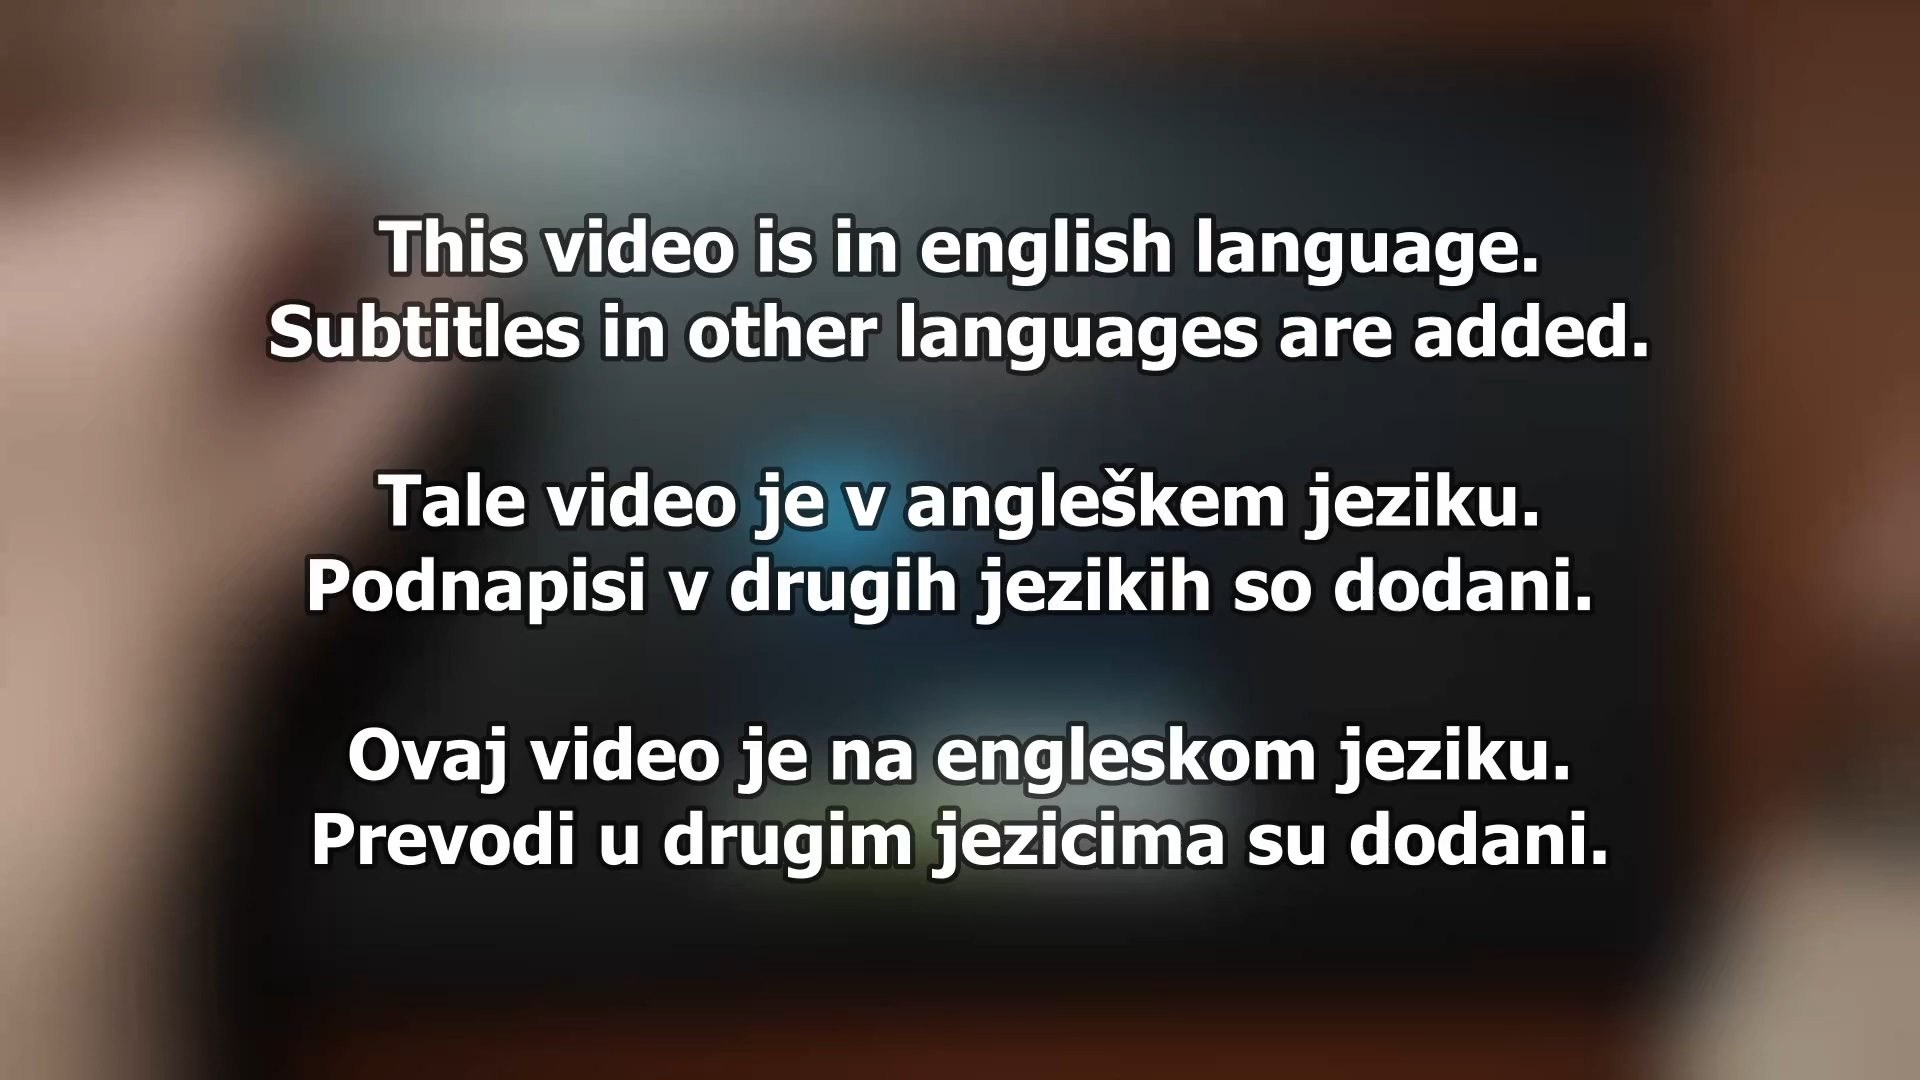 This video is in english language.
Subtitles in other languages are added.
Tale video je v angleškem jeziku.
Podnapisi v drugih jezikih so dodani.
Ovaj video je na engleskom jeziku.
Prevodi u drugim jezicima su dodani.